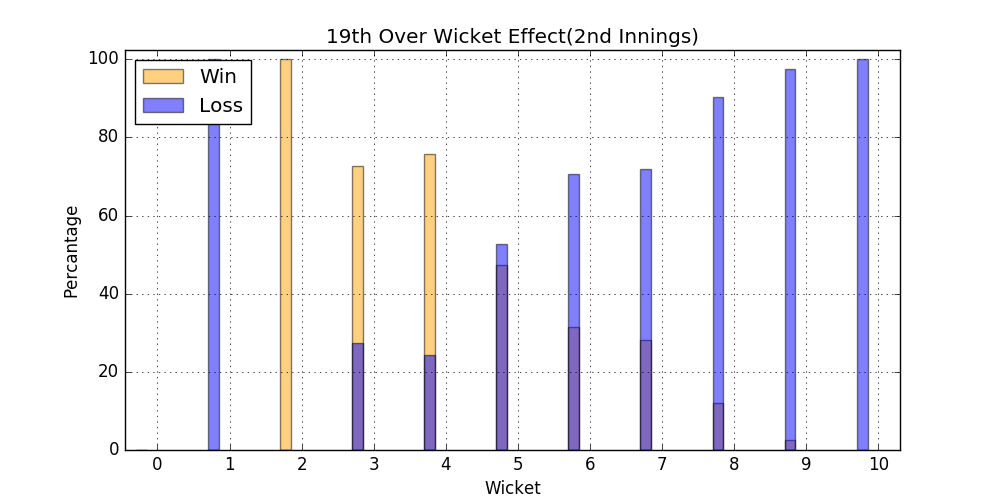 19th Over Wicket Effect(2nd Innings)
100
80
60
40
20
0
Percantage
Win
Loss
0 1 2 3 4 5 6 7 8 9 10
Wicket